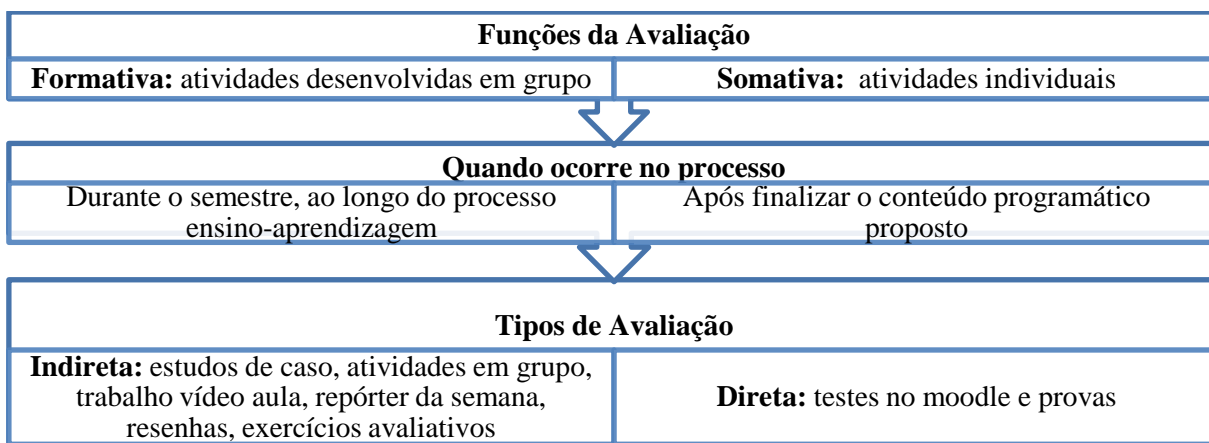 Funções da Avaliação
Formativa: atividades desenvolvidas em grupo
Somativa: atividades individuais
Quando ocorre no processo
Durante o semestre, ao longo do processo
ensino-aprendizagem
Após finalizar o conteúdo programático
proposto
Tipos de Avaliação
Indireta: estudos de caso, atividades em grupo,
trabalho vídeo aula, repórter da semana,
resenhas, exercícios avaliativos
Direta: testes no moodle e provas